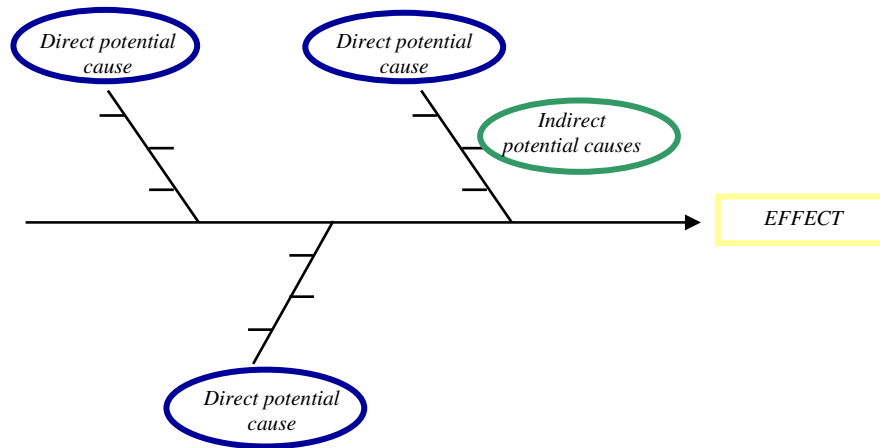 Direct potential
cause
Direct potential
cause
Indirect
potential causes
EFFECT
Direct potential
cause